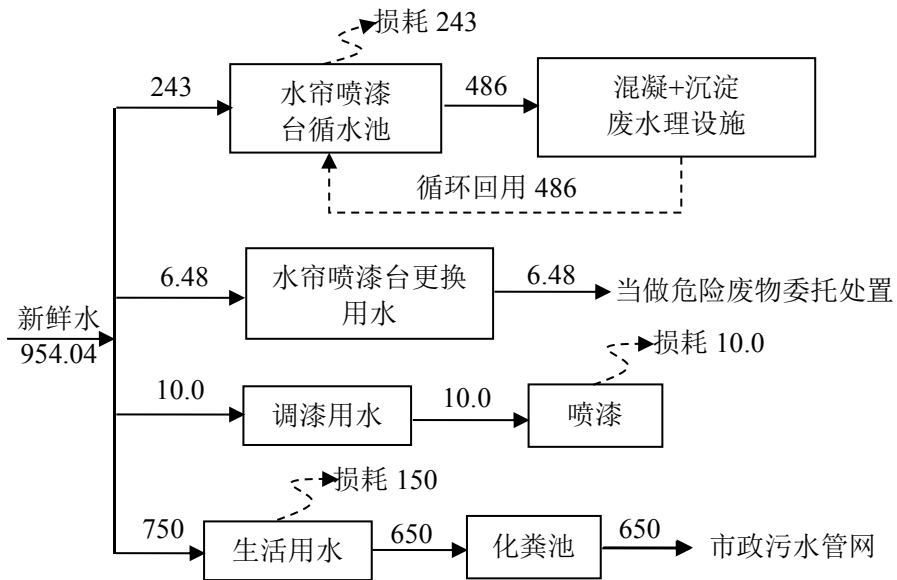 损耗 243
243
水帘喷漆
台循水池
486
混凝+沉淀
废水理设施
循环回用 486
6.48
水帘喷漆台更换
用水
6.48
当做危险废物委托处置
新鲜水
954.04
损耗 10.0
10.0
调漆用水
10.0
喷漆
损耗 150
750
生活用水
650
化粪池
650
市政污水管网